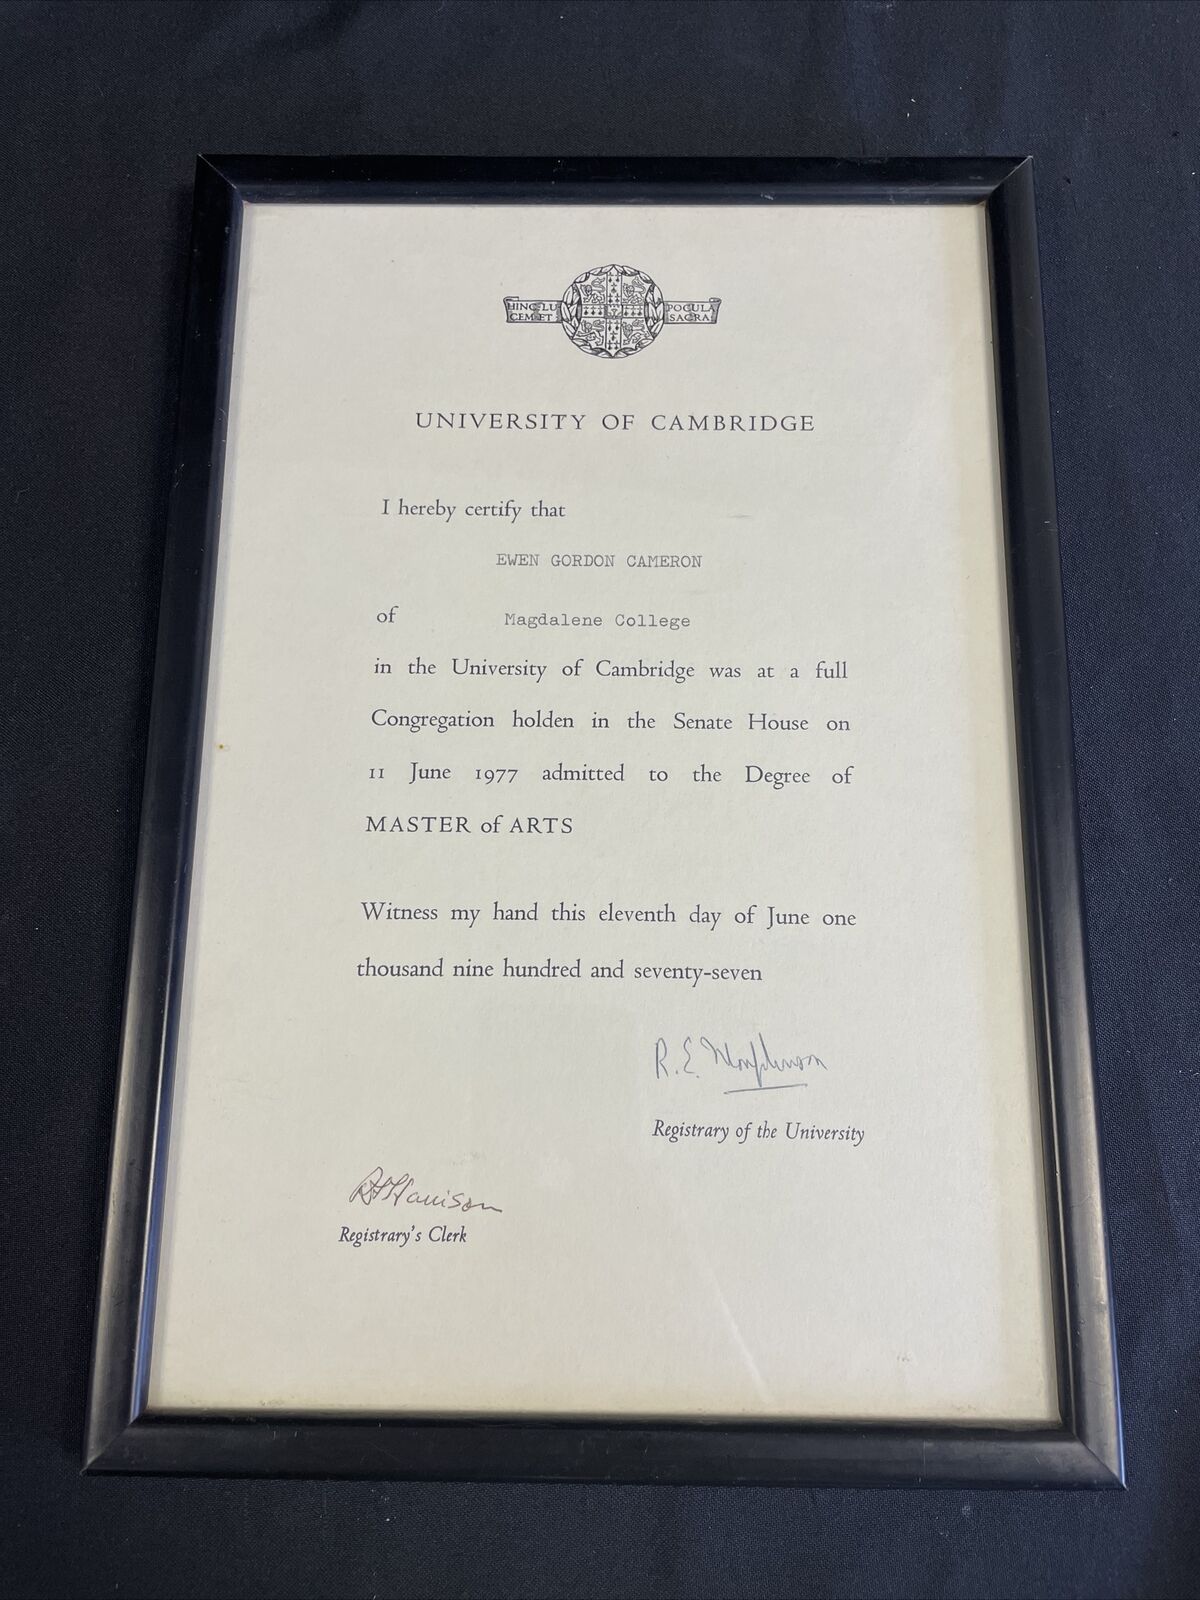 HINC·LU
CEM·ET
POCULA
SACRA
UNIVERSITY OF CAMBRIDGE
I hereby certify that
EWEN GORDON CAMERON
of Magdalene College
in the University of Cambridge was at a full
Congregation holden in the Senate House on
11 June 1977 admitted to the Degree of
MASTER of ARTS
Witness my hand this eleventh day of June one
thousand nine hundred and seventy-seven
R. E.
Registrary of the University
Harrison
Registrary's Clerk